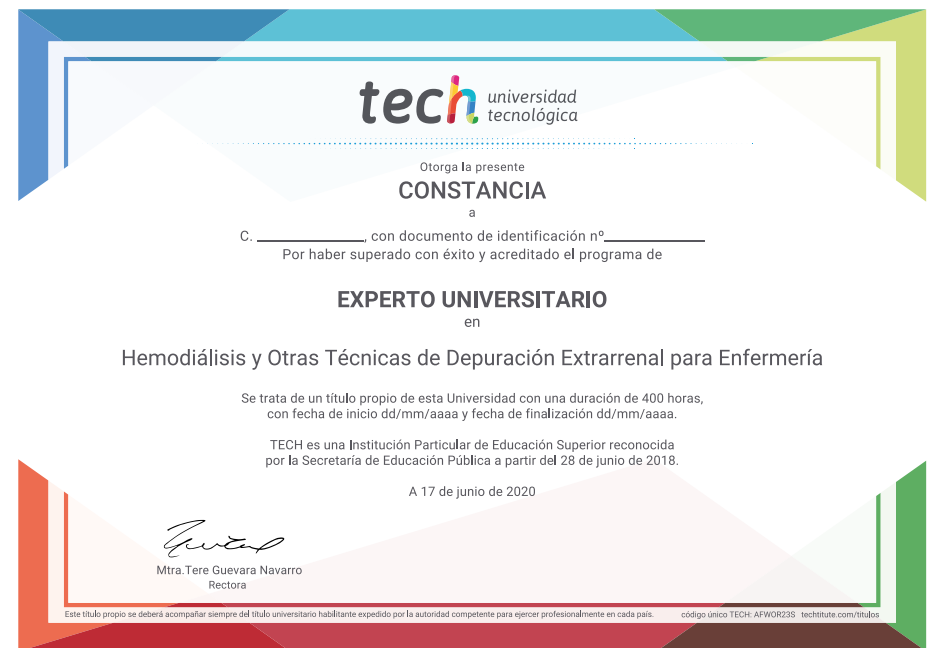 tech universidad
tecnológica
Otorga la presente
CONSTANCIA
a
C. ____________, con documento de identificación nº____________
Por haber superado con éxito y acreditado el programa de
EXPERTO UNIVERSITARIO
en
Hemodiálisis y Otras Técnicas de Depuración Extrarrenal para Enfermería
Se trata de un título propio de esta Universidad con una duración de 400 horas,
con fecha de inicio dd/mm/aaaa y fecha de finalización dd/mm/aaaa.
TECH es una Institución Particular de Educación Superior reconocida
por la Secretaría de Educación Pública a partir del 28 de junio de 2018.
A 17 de junio de 2020
Mtra.Tere Guevara Navarro
Rectora
Este título propio se deberá acompañar siempre del título universitario habilitante expedido por la autoridad competente para ejercer profesionalmente en cada país. código único TECH: AFWOR23S techtitute.com/titulos